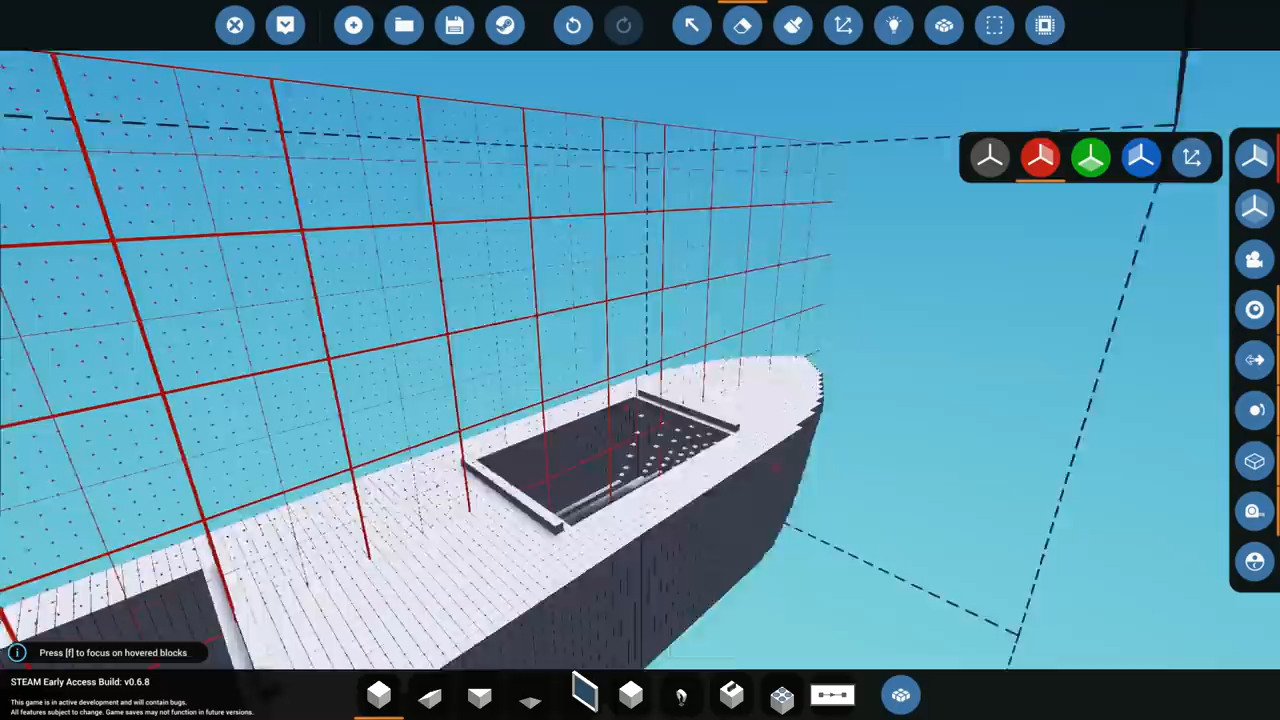 Press [f] to focus on hovered blocks
STEAM Early Access Build: v0.6.8
This game is in active development and will contain bugs.
All features subject to change. Game saves may not function in future versions.